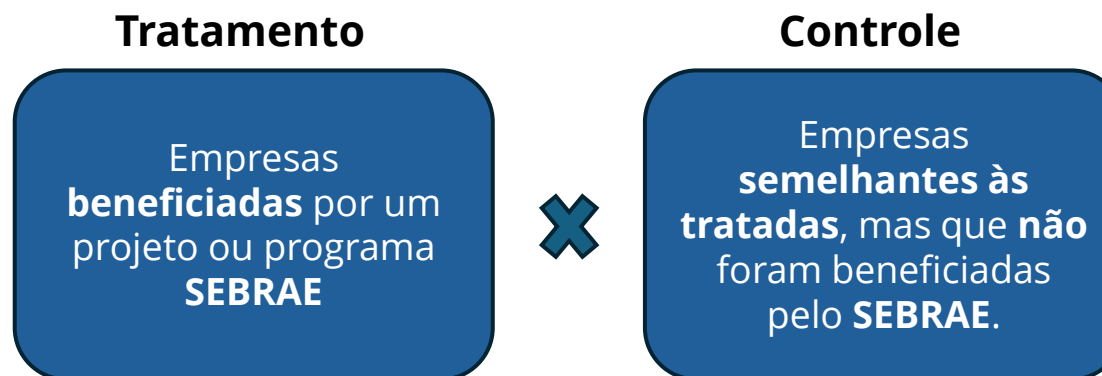 Tratamento
Empresas
beneficiadas por um
projeto ou programa
SEBRAE
Controle
Empresas
semelhantes às
tratadas, mas que não
foram beneficiadas
pelo SEBRAE.